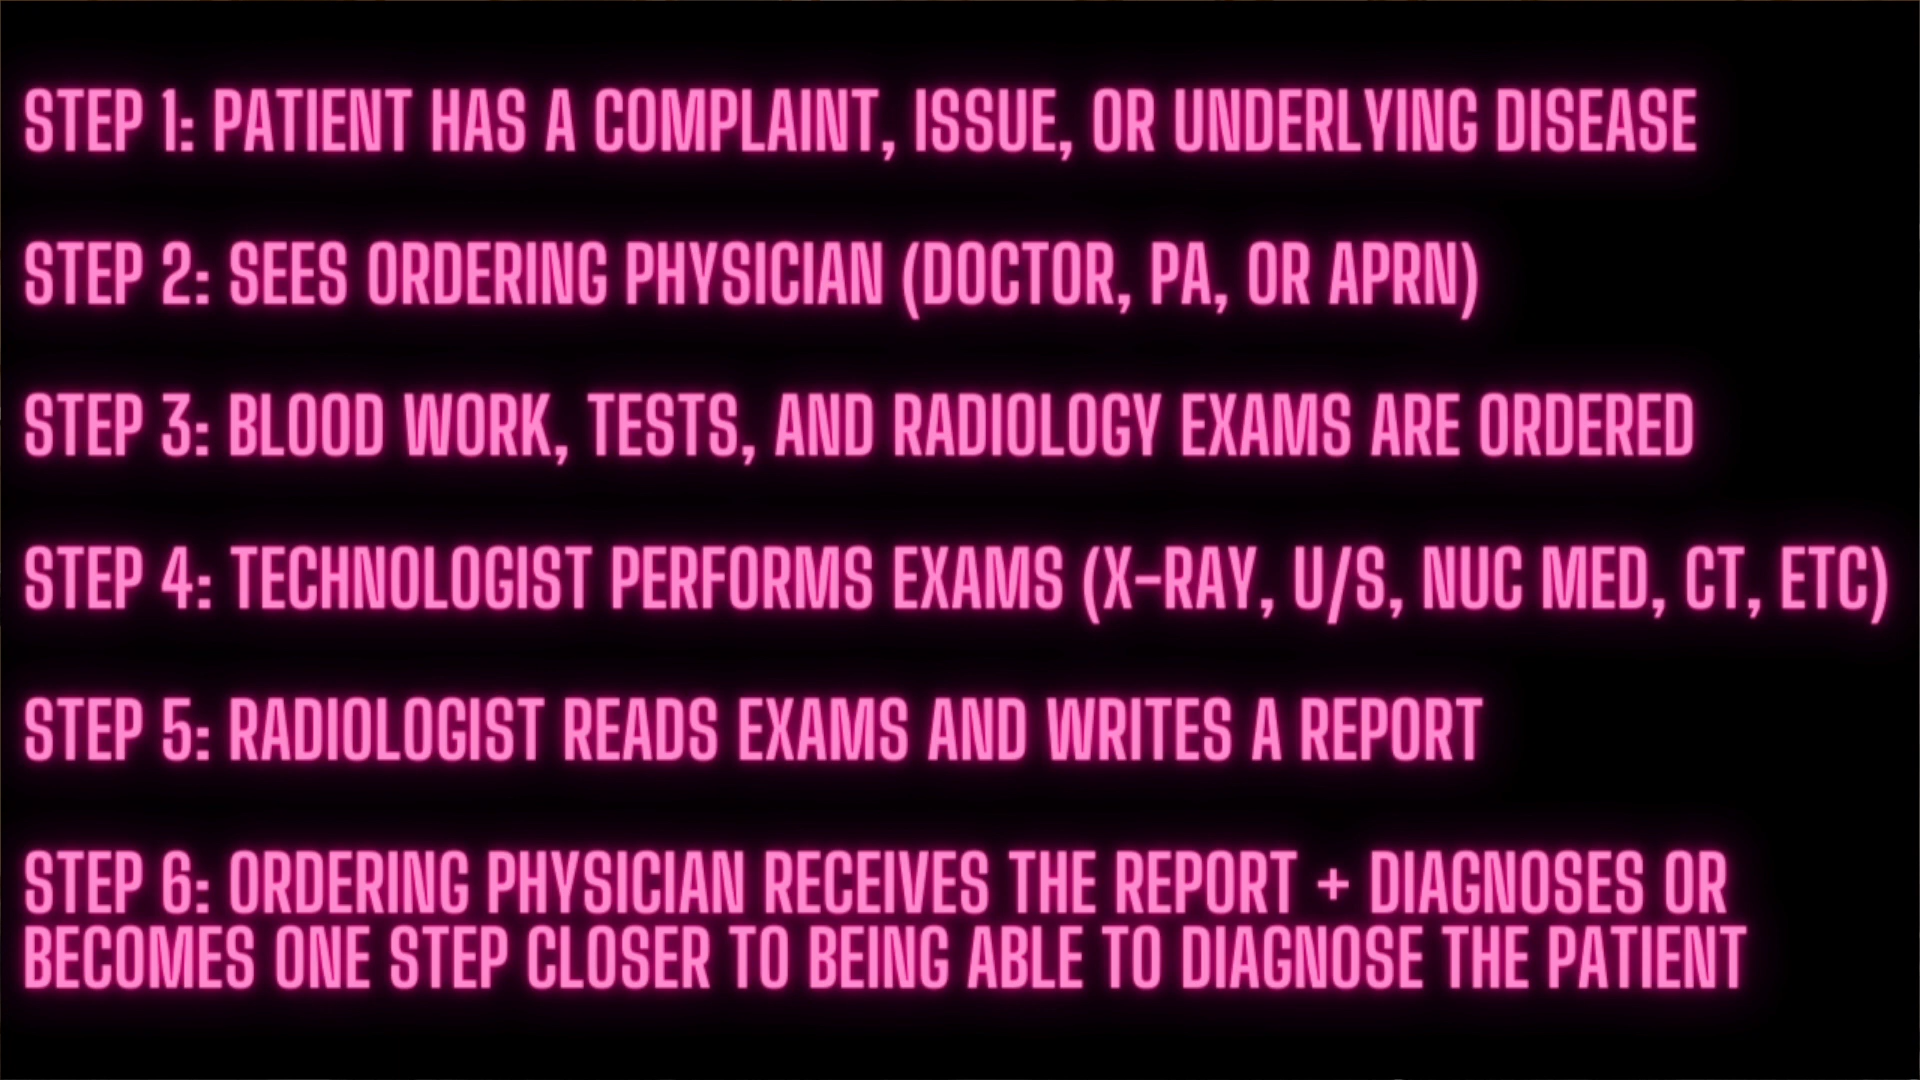 STEP 1: PATIENT HAS A COMPLAINT, ISSUE, OR UNDERLYING DISEASE
STEP 2: SEES ORDERING PHYSICIAN (DOCTOR, PA, OR APRN)
STEP 3: BLOOD WORK, TESTS, AND RADIOLOGY EXAMS ARE ORDERED
STEP 4: TECHNOLOGIST PERFORMS EXAMS (X-RAY, U/S, NUC MED, CT, ETC)
STEP 5: RADIOLOGIST READS EXAMS AND WRITES A REPORT
STEP 6: ORDERING PHYSICIAN RECEIVES THE REPORT + DIAGNOSES OR
BECOMES ONE STEP CLOSER TO BEING ABLE TO DIAGNOSE THE PATIENT